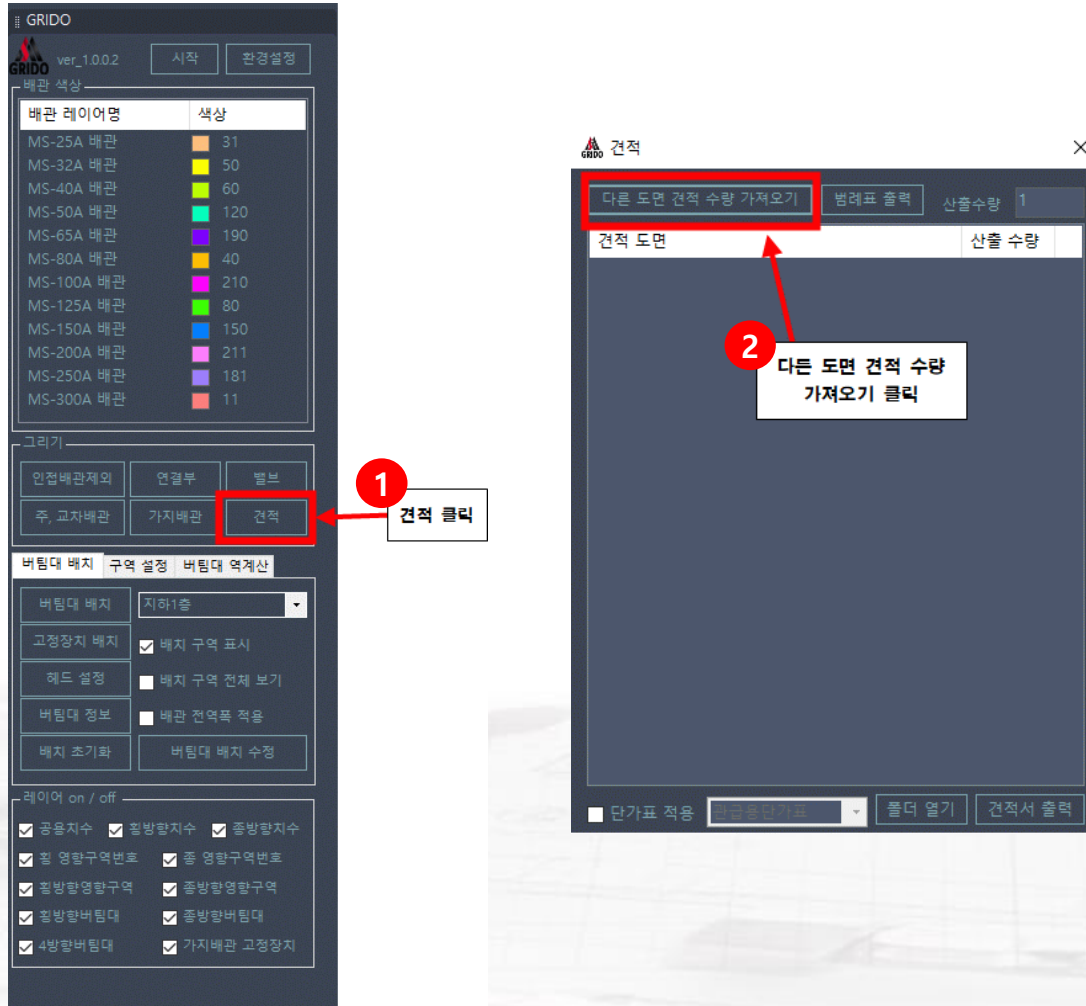 GRIDO
GRIDO ver_1.0.0.2 시작 환경설정
배관 색상
배관 레이어명 색상
MS-25A 배관 31
MS-32A 배관 50
MS-40A 배관 60
MS-50A 배관 120
MS-65A 배관 190
MS-80A 배관 40
MS-100A 배관 210
MS-125A 배관 80
MS-150A 배관 150
MS-200A 배관 211
MS-250A 배관 181
MS-300A 배관 11
그리기
인접배관제외 연결부 밸브
주, 교차배관 가지배관 견적
1
견적 클릭
버팀대 배치 구역 설정 버팀대 역계산
버팀대 배치 지하1층
고정장치 배치 배치 구역 표시
헤드 설정 배치 구역 전체 보기
버팀대 정보 배관 전역폭 적용
배치 초기화 버팀대 배치 수정
레이어 on / off
공용치수 횡방향치수 종방향치수
횡 영향구역번호 종 영향구역번호
횡방향영향구역 종방향영향구역
횡방향버팀대 종방향버팀대
4방향버팀대 가지배관 고정장치
GRIDO 견적
다른 도면 견적 수량 가져오기 범례표 출력 산출수량 1
견적 도면 산출 수량
2
다든 도면 견적 수량
가져오기 클릭
단가표 적용 관급용단가표 폴더 열기 견적서 출력